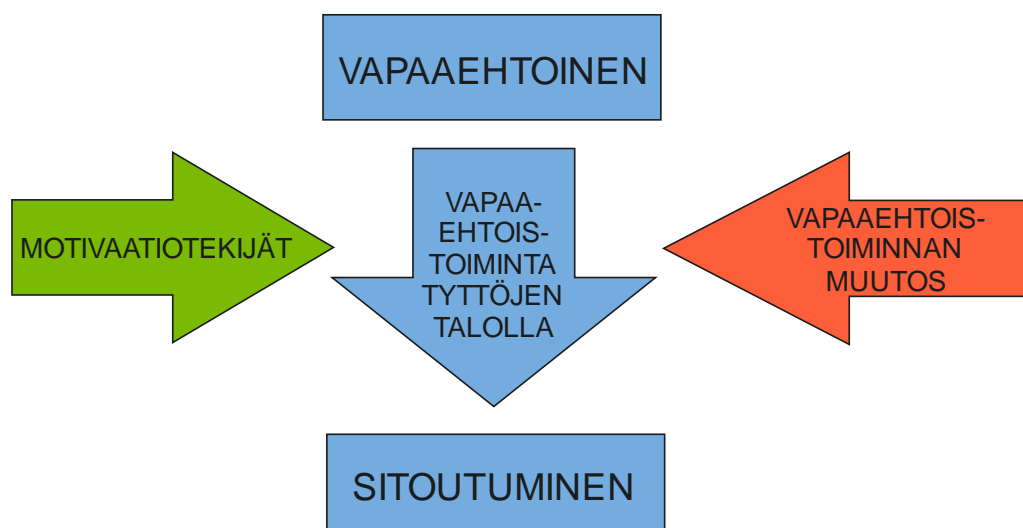 VAPAAEHTOINEN
MOTIVAATIOTEKIJÄT
VAPAA-
EHTOIS-
TOIMINTA
TYTTÖJEN
TALOLLA
VAPAAEHTOIS-
TOIMINNAN
MUUTOS
SITOUTUMINEN